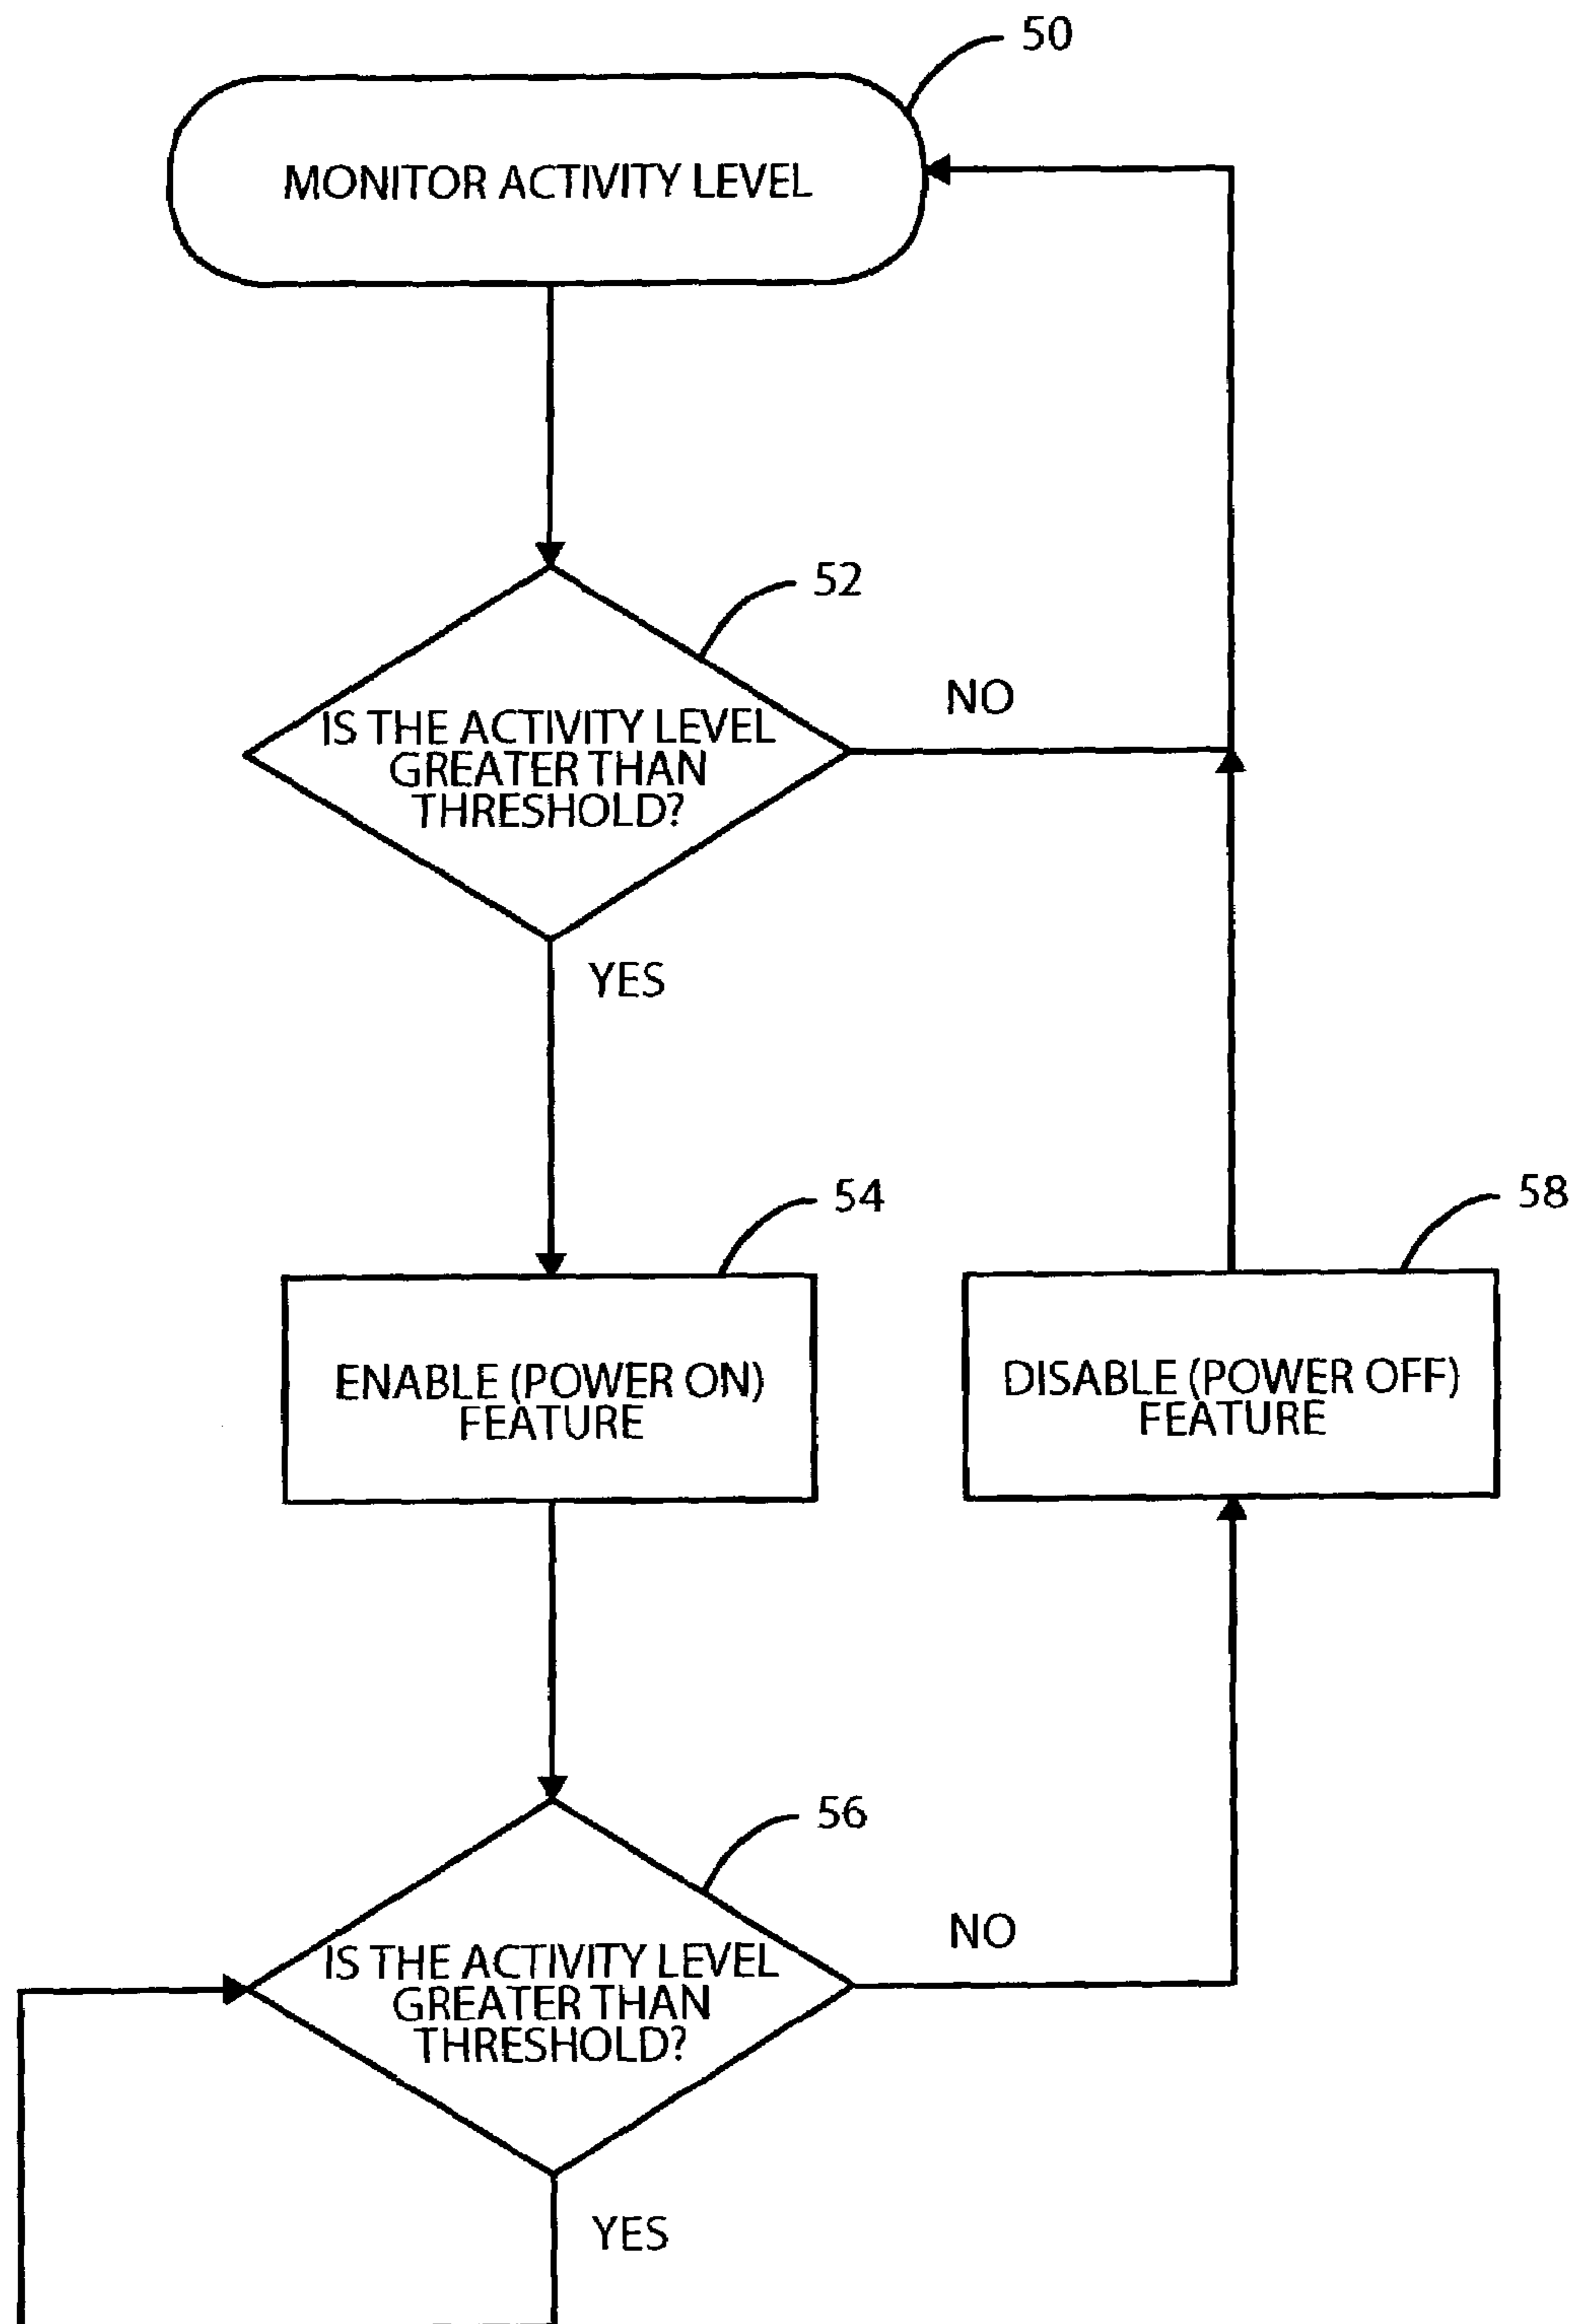 50
MONITOR ACTIVITY LEVEL
52
NO
IS THE ACTIVITY LEVEL
GREATER THAN
THRESHOLD?
YES
54
58
ENABLE (POWER ON)
FEATURE
DISABLE (POWER OFF)
FEATURE
56
NO
IS THE ACTIVITY LEVEL
GREATER THAN
THRESHOLD?
YES